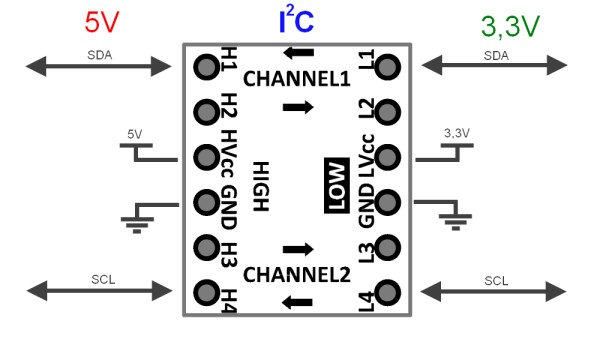 5V I²C 3,3V
SDA H1 L1 SDA
CHANNEL1
H2 L2
5V HVcc LVcc 3,3V
HIGH LOW
GND GND
H3 L3
CHANNEL2
SCL H4 L4 SCL